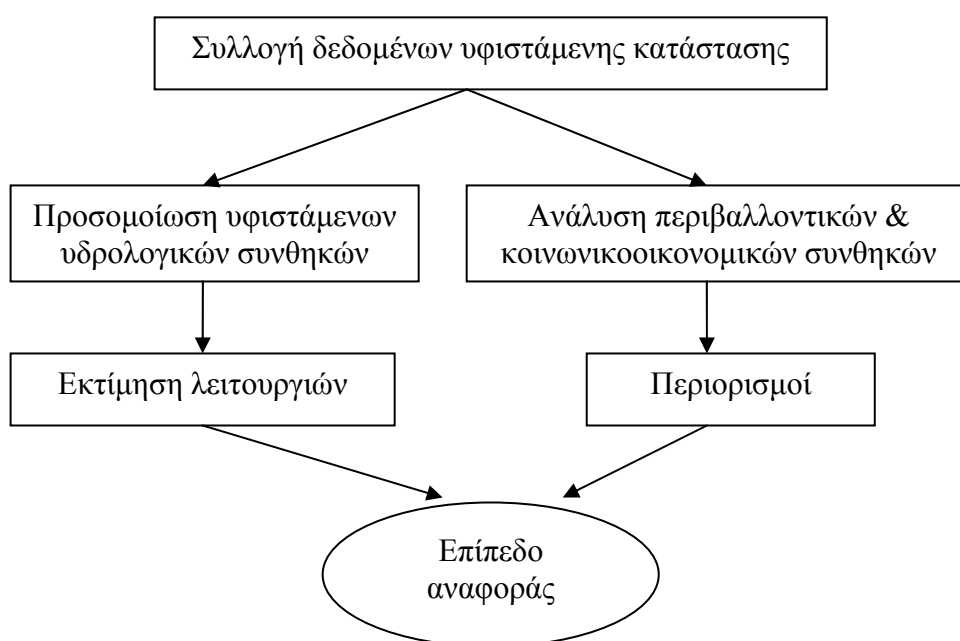 Συλλογή δεδομένων υφιστάμενης κατάστασης
Προσομοίωση υφιστάμενων
υδρολογικών συνθηκών
Ανάλυση περιβαλλοντικών &
κοινωνικοοικονομικών συνθηκών
Εκτίμηση λειτουργιών
Περιορισμοί
Επίπεδο
αναφοράς